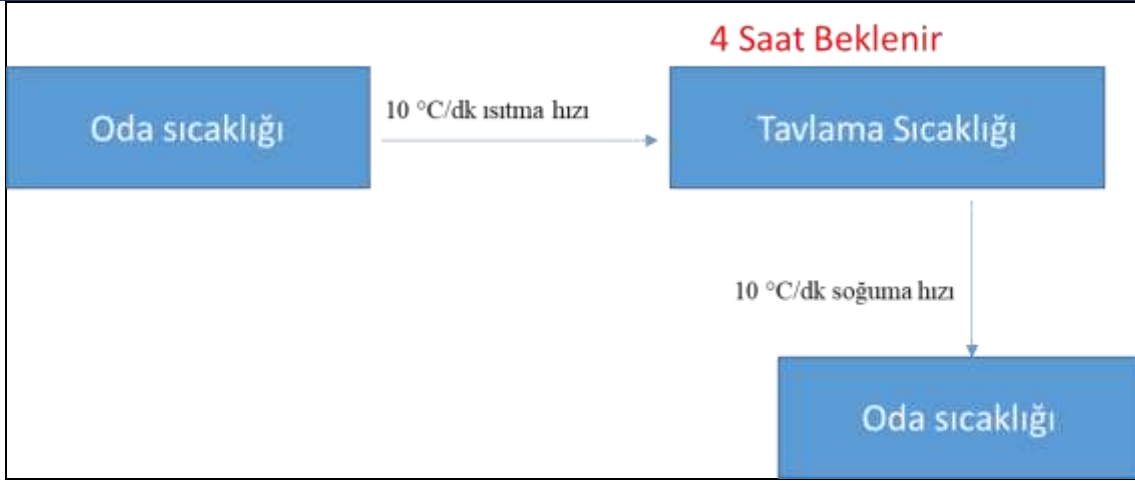 4 Saat Beklenir
Oda sıcaklığı
10 °C/dk ısıtma hızı
Tavlama Sıcaklığı
10 °C/dk soğuma hızı
Oda sıcaklığı